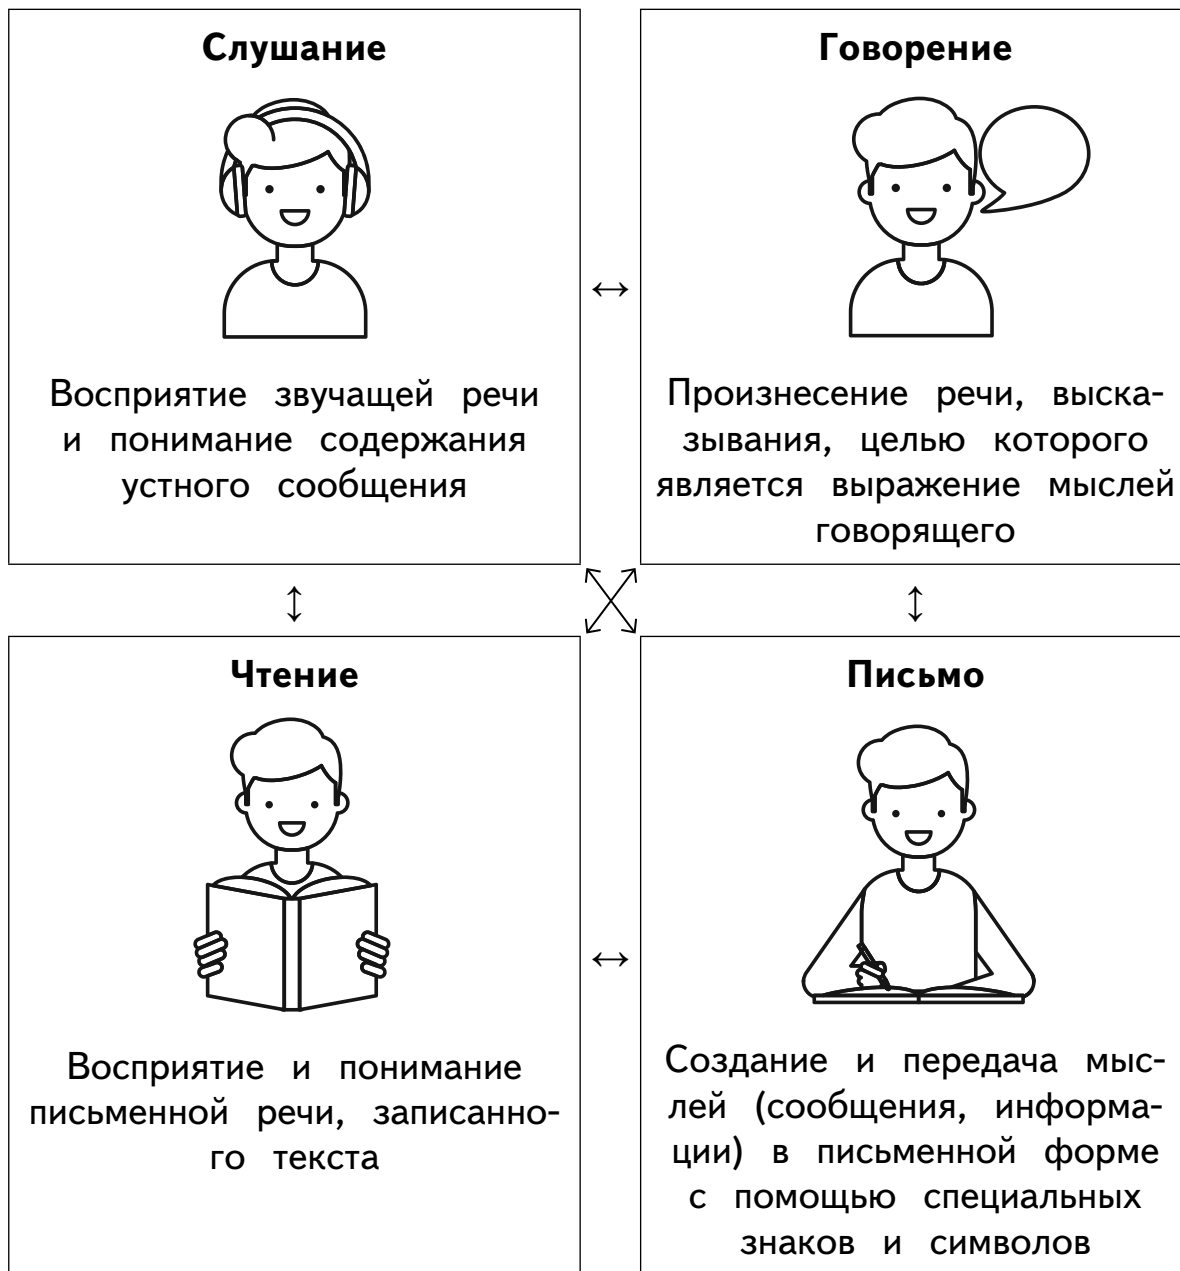 Слушание
Восприятие звучащей речи
и понимание содержания
устного сообщения
Говорение
Произнесение речи, выска-
зывания, целью которого
является выражение мыслей
говорящего
Чтение
Восприятие и понимание
письменной речи, записанно-
го текста
Письмо
Создание и передача мыс-
лей (сообщения, информа-
ции) в письменной форме
с помощью специальных
знаков и символов